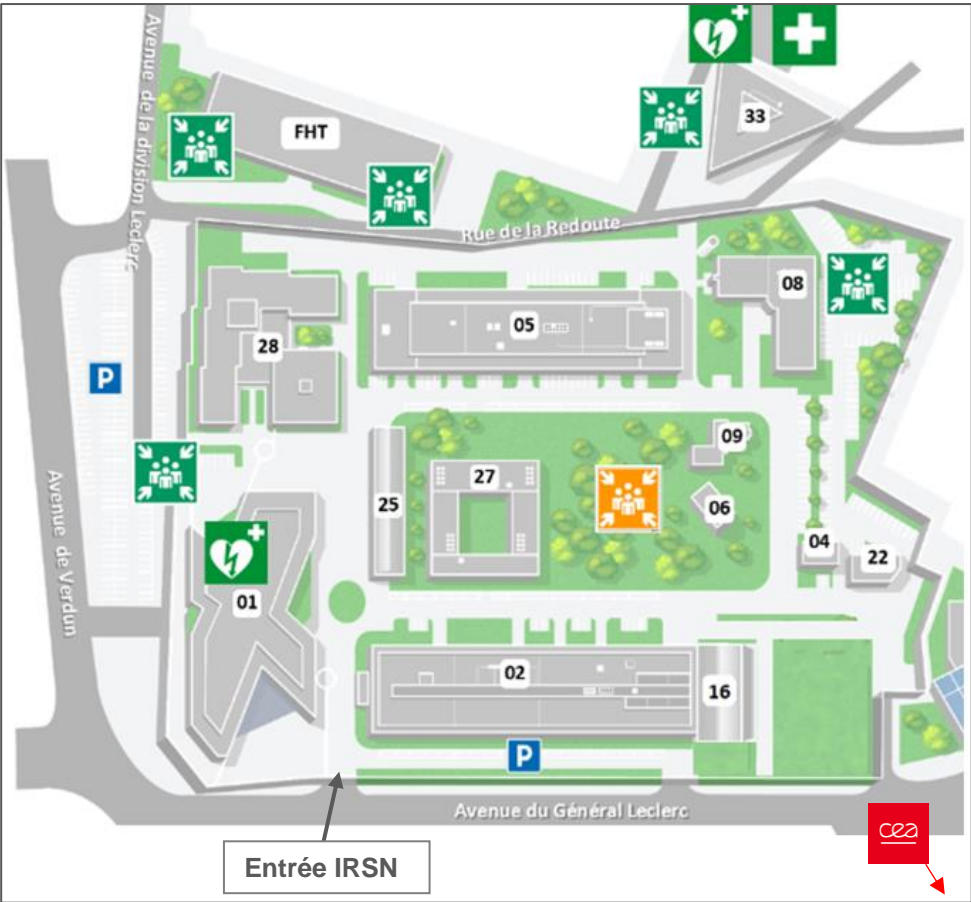 Avenue de la division Leclerc
FHT
33
Rue de la Redoute
08
05
28
P
09
27
25
06
04
22
Avenue de Verdun
01
02
16
P
Avenue du Général Leclerc
cea
Entrée IRSN